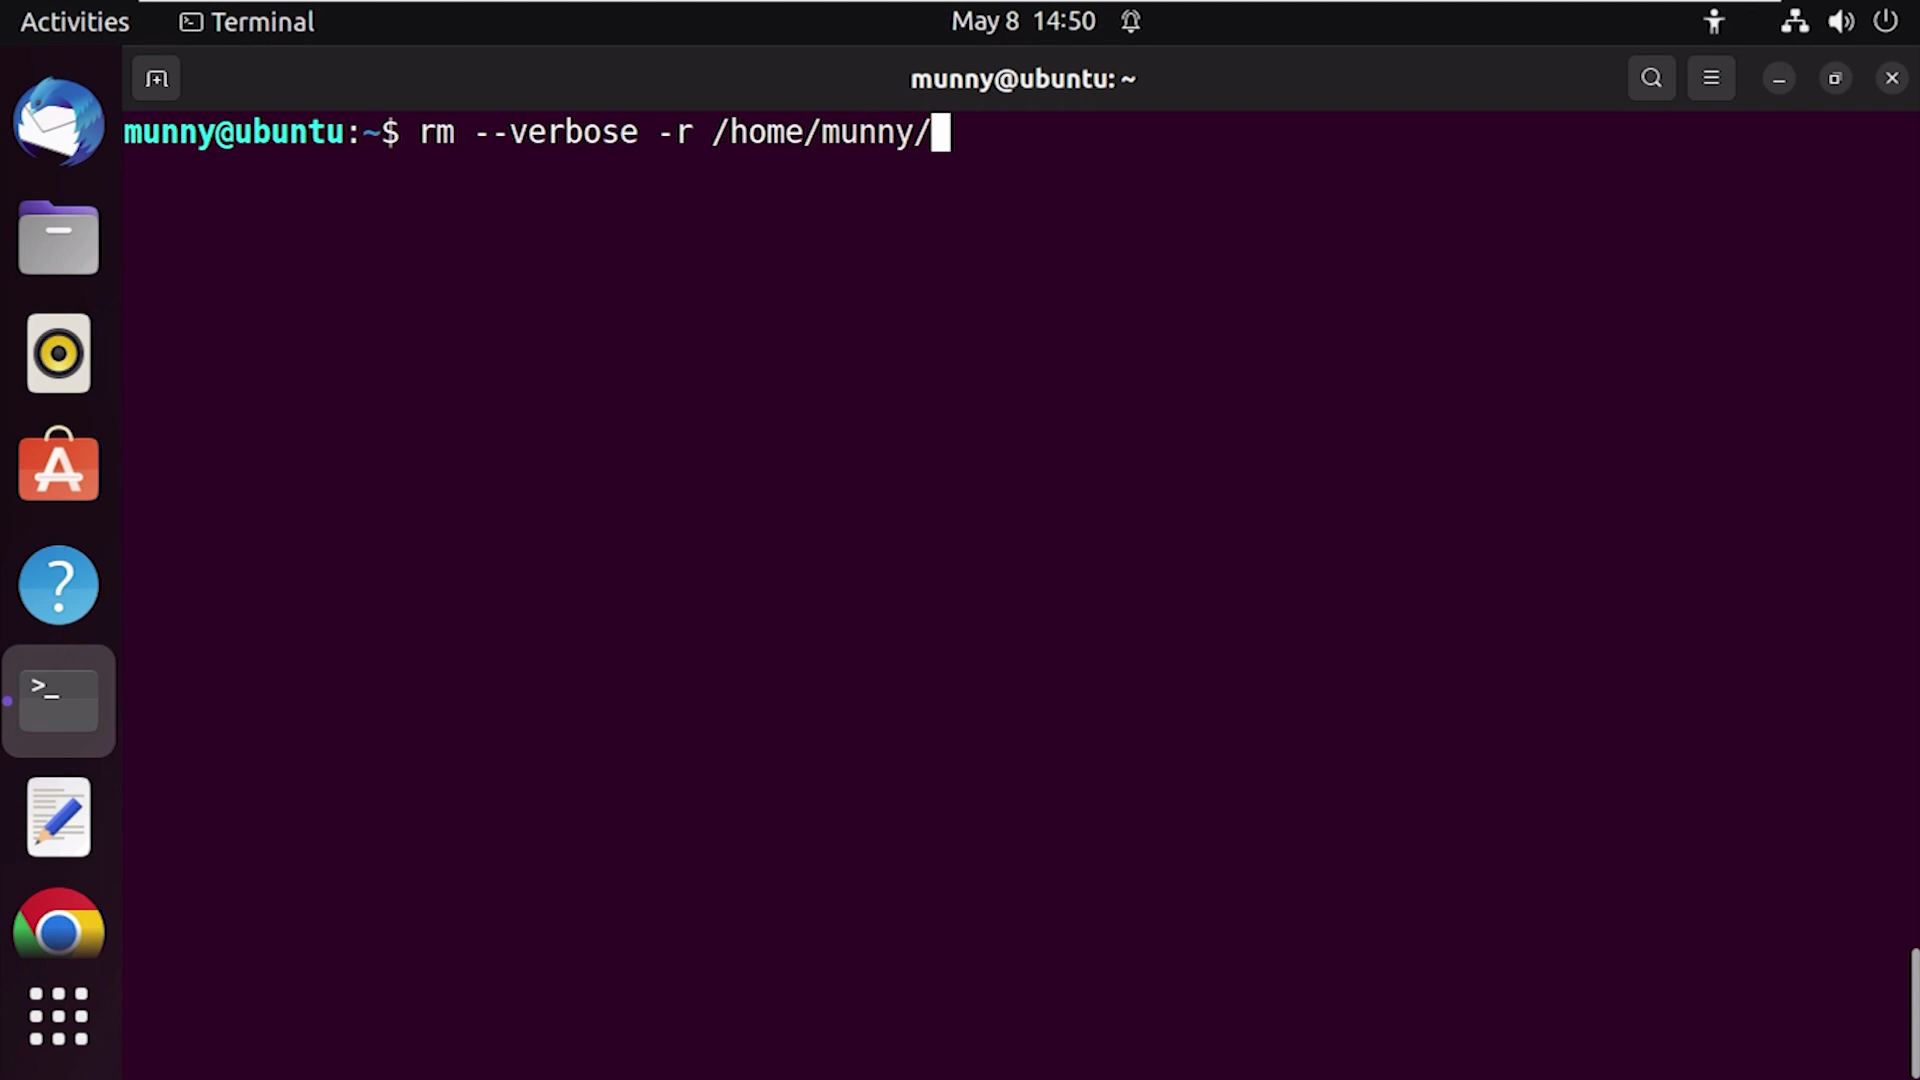 Activities Terminal May 8 14:50
munny@ubuntu: ~
munny@ubuntu:~$ rm --verbose -r /home/munny/